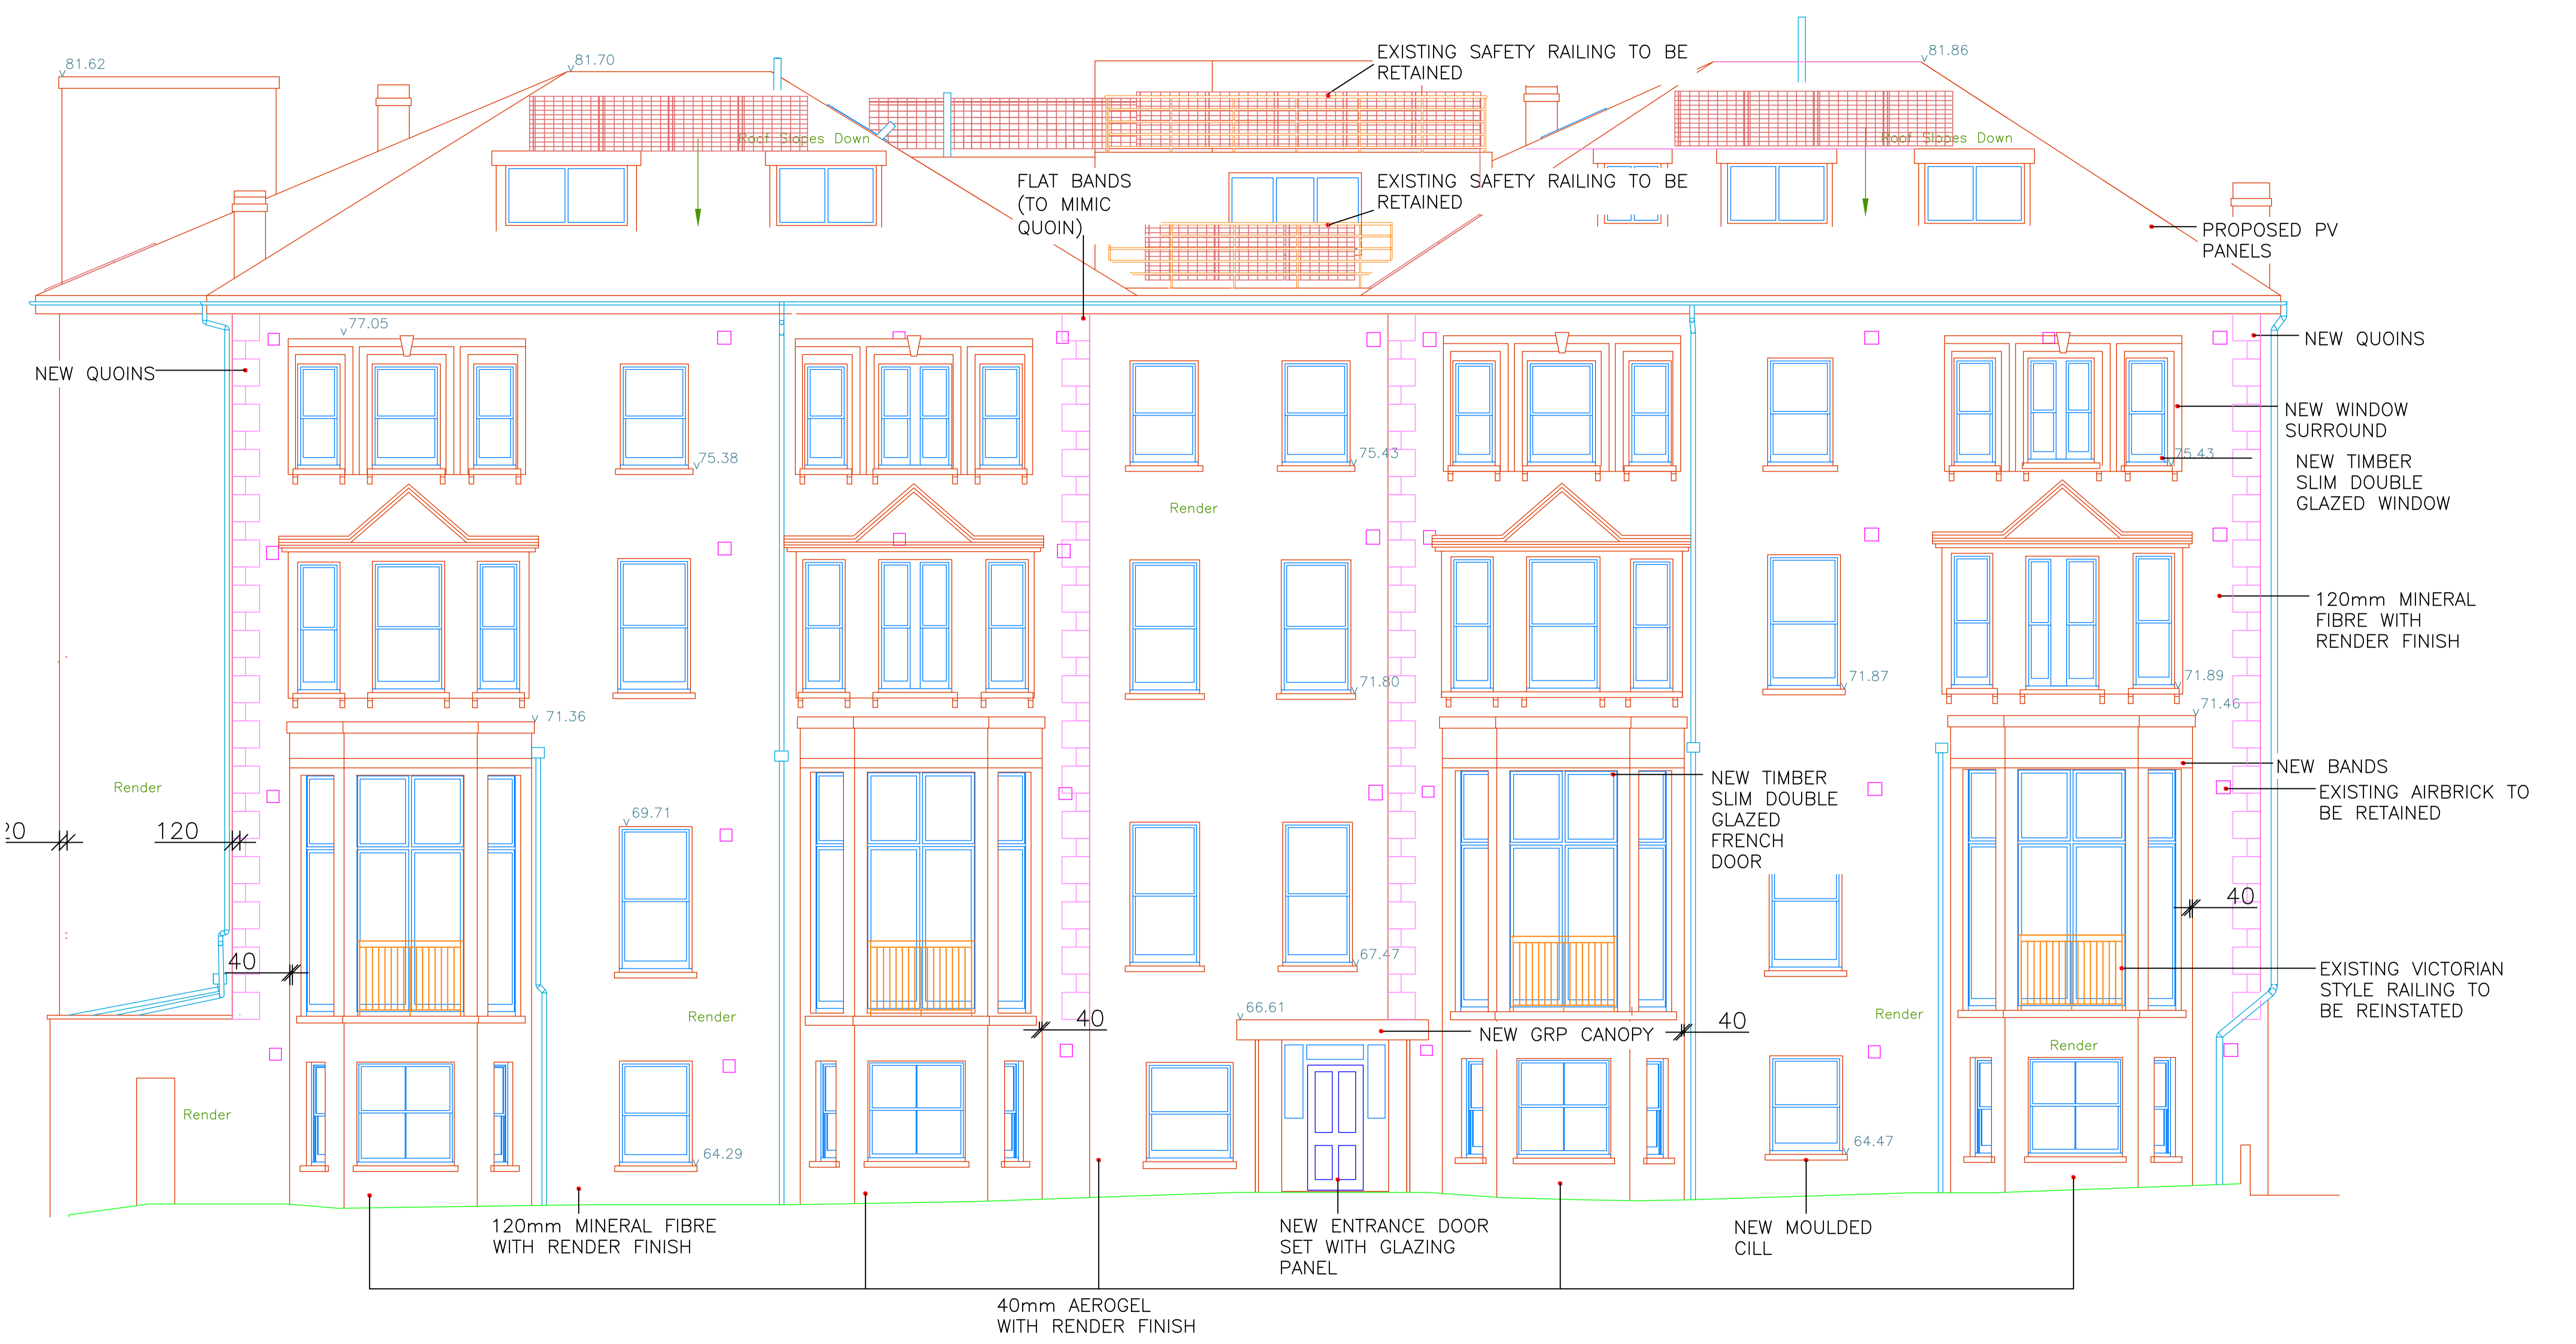 EXISTING SAFETY RAILING TO BE
RETAINED
81.62
81.70
81.86
Roof Slopes Down
Roof Slopes Down
FLAT BANDS
(TO MIMIC
QUOIN)
EXISTING SAFETY RAILING TO BE
RETAINED
PROPOSED PV
PANELS
77.05
NEW QUOINS
NEW QUOINS
NEW WINDOW
SURROUND
75.38
75.43
75.43
NEW TIMBER
SLIM DOUBLE
GLAZED WINDOW
Render
120mm MINERAL
FIBRE WITH
RENDER FINISH
71.80
71.87
71.89
71.36
71.46
NEW BANDS
NEW TIMBER
SLIM DOUBLE
GLAZED
FRENCH
DOOR
EXISTING AIRBRICK TO
BE RETAINED
Render
69.71
20
120
40
67.47
40
EXISTING VICTORIAN
STYLE RAILING TO
BE REINSTATED
66.61
Render
40
NEW GRP CANOPY
40
Render
Render
Render
64.29
64.47
120mm MINERAL FIBRE
WITH RENDER FINISH
NEW ENTRANCE DOOR
SET WITH GLAZING
PANEL
NEW MOULDED
CILL
40mm AEROGEL
WITH RENDER FINISH